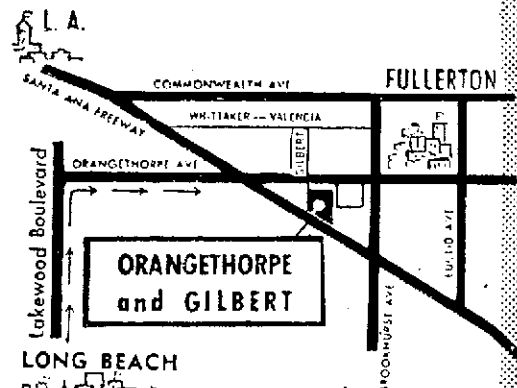 L. A.
COMMONWEALTH AVE
FULLERTON
SANTA ANA FREEWAY
WHITTAKER — VALENCIA
GILBERT
ORANGETHORPE AVE
Lakewood Boulevard
EUCLID AVE
ORANGETHORPE
and GILBERT
BROOKHURST AVE
LONG BEACH